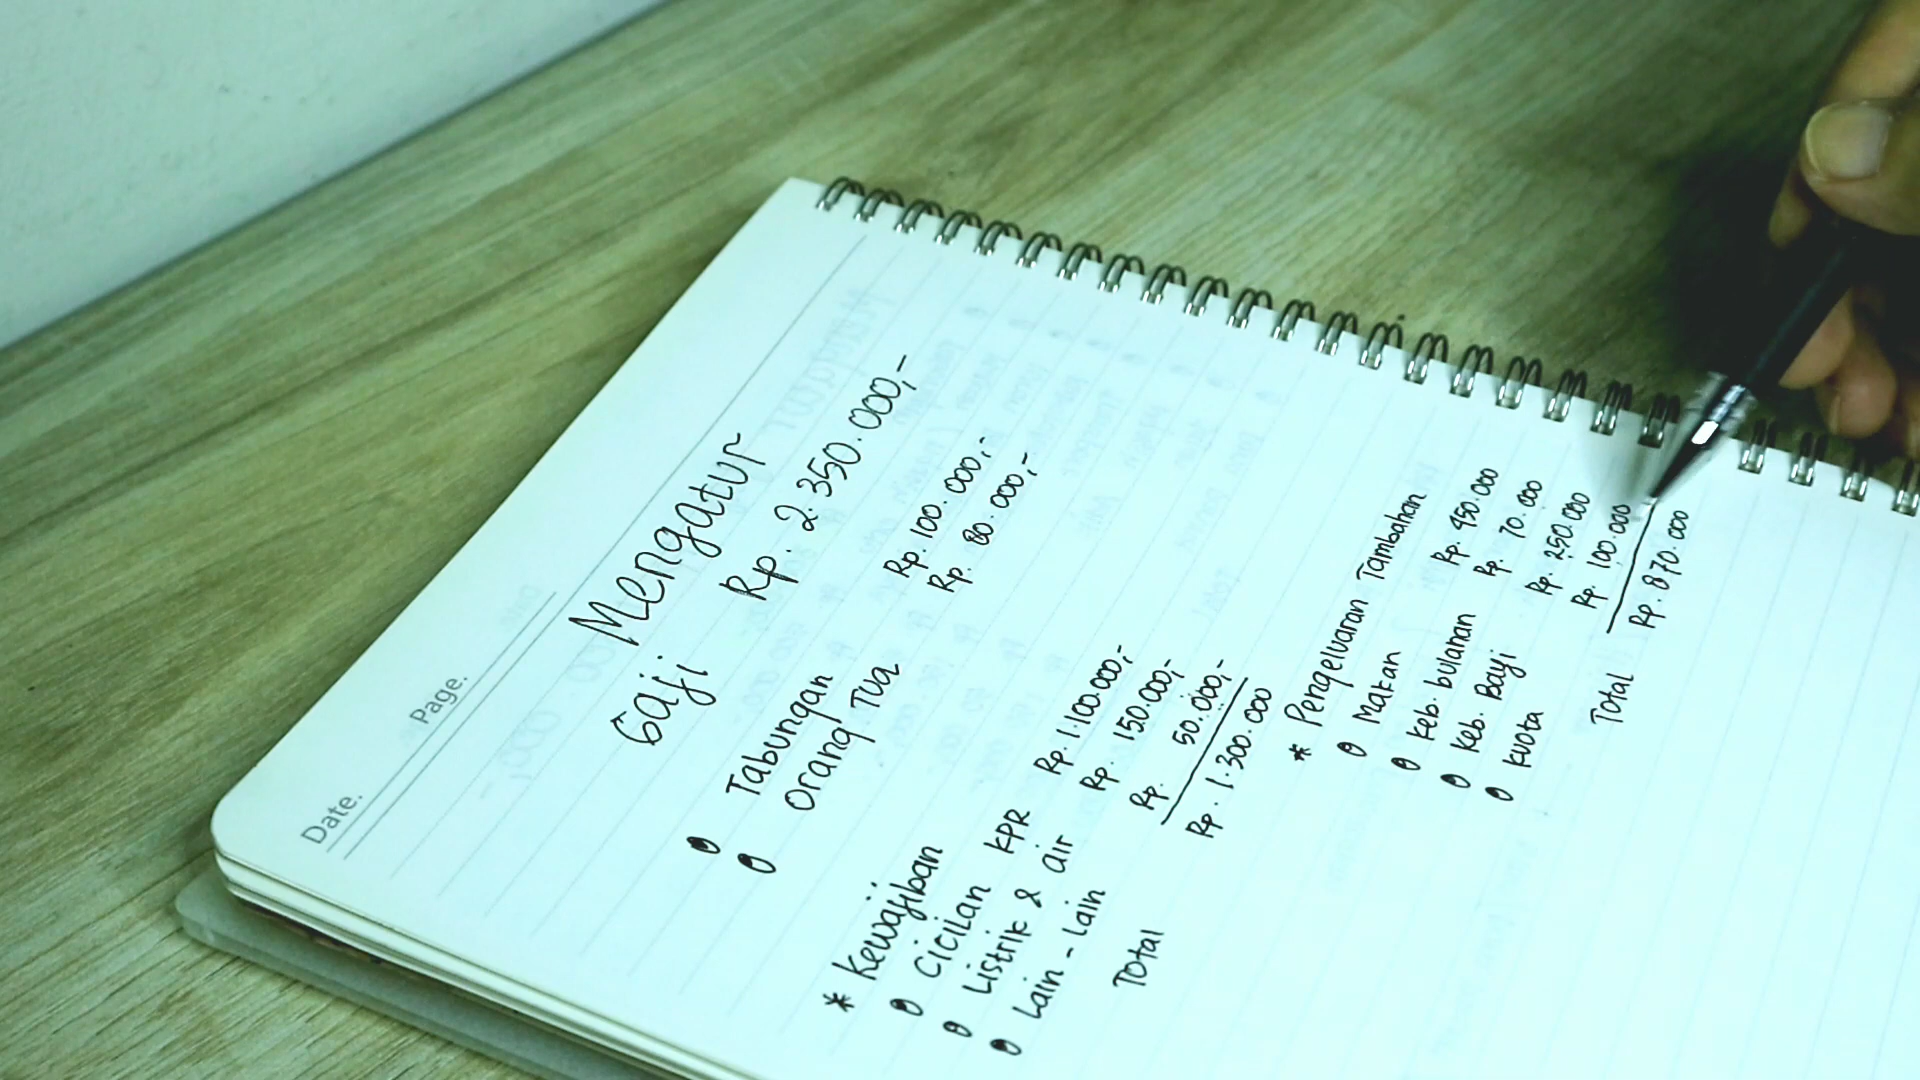 Date.
Page.
Mengatur
Gaji Rp. 2.350.000,-
Tabungan Rp. 100.000,-
Orang Tua Rp. 80.000,-
* Kewajiban
Cicilan KPR Rp. 1.100.000,-
Listrik & air Rp. 150.000,-
Lain-Lain Rp. 50.000,-
Total Rp. 1.300.000
* Pengeluaran Tambahan
Makan Rp. 450.000
Keb. bulanan Rp. 70.000
Keb. Bayi Rp. 250.000
Kuota Rp. 100.000
Total Rp. 870.000